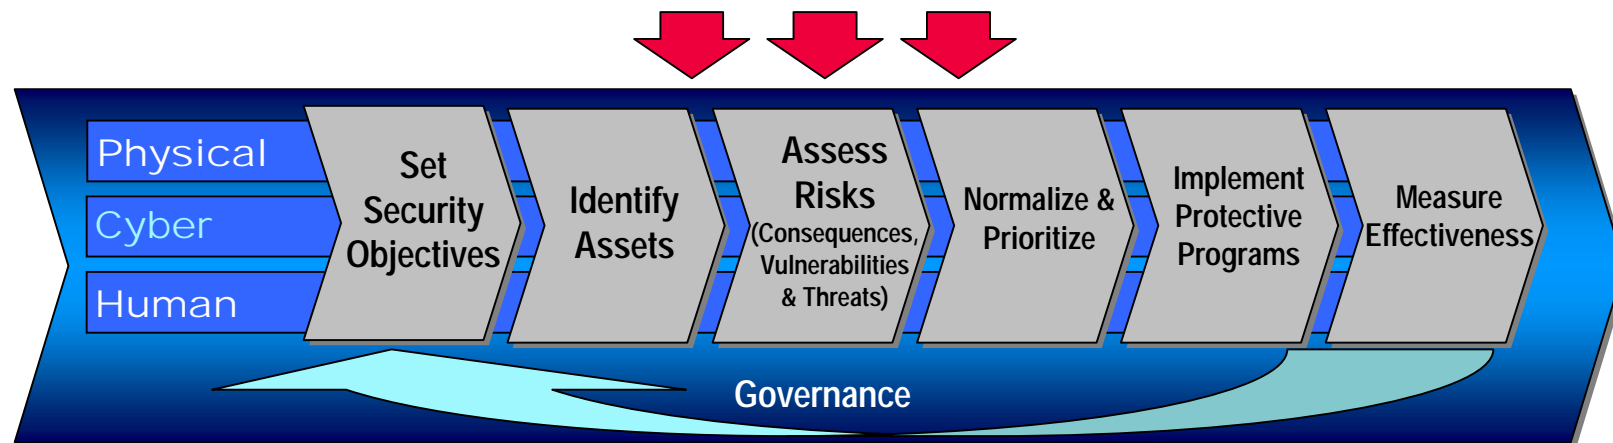 Physical
Cyber
Human
Set
Security
Objectives
Identify
Assets
Assess
Risks
(Consequences,
Vulnerabilities
& Threats)
Normalize &
Prioritize
Implement
Protective
Programs
Measure
Effectiveness
Governance